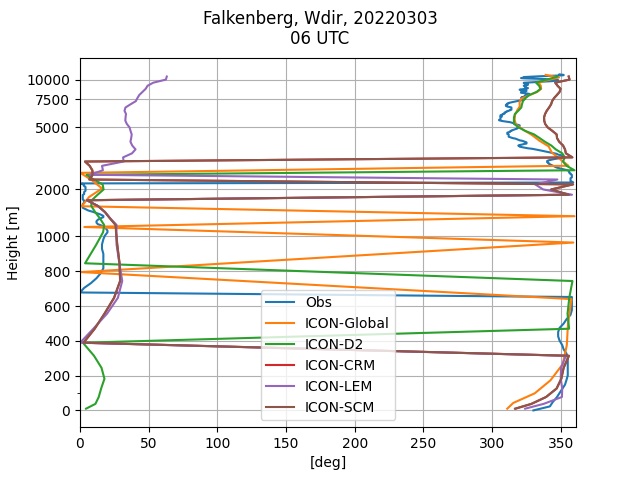 Falkenberg, Wdir, 20220303
06 UTC
Height [m]
10000
7500
5000
2000
1000
800
600
400
200
0
Obs
ICON-Global
ICON-D2
ICON-CRM
ICON-LEM
ICON-SCM
0
50
100
150
200
250
300
350
[deg]